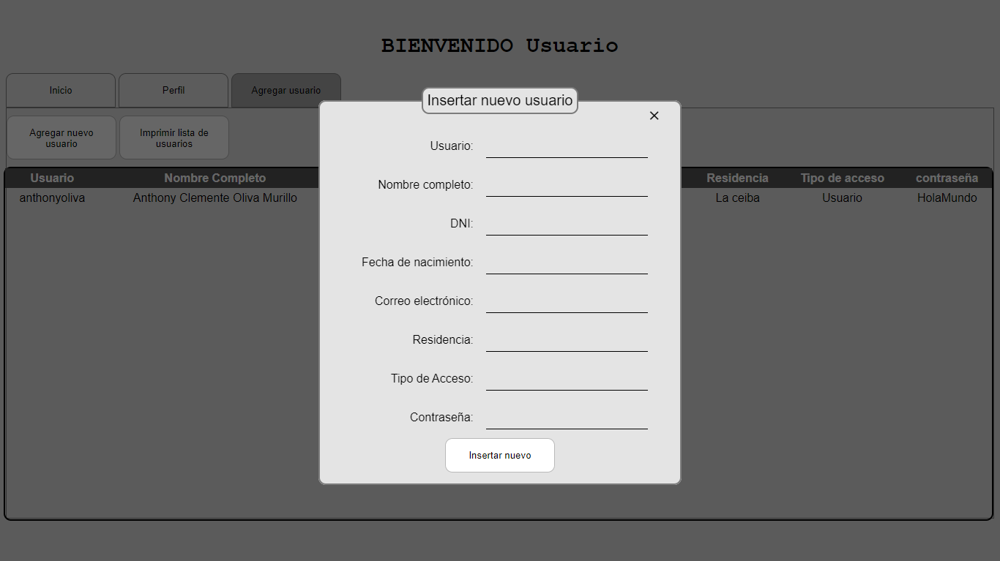 BIENVENIDO Usuario
Inicio
Perfil
Agregar usuario
Agregar nuevo
usuario
Imprimir lista de
usuarios
Usuario
Nombre Completo
Residencia
Tipo de acceso
contraseña
anthonyoliva
Anthony Clemente Oliva Murillo
La ceiba
Usuario
HolaMundo
Insertar nuevo usuario
×
Usuario:
Nombre completo:
DNI:
Fecha de nacimiento:
Correo electrónico:
Residencia:
Tipo de Acceso:
Contraseña:
Insertar nuevo